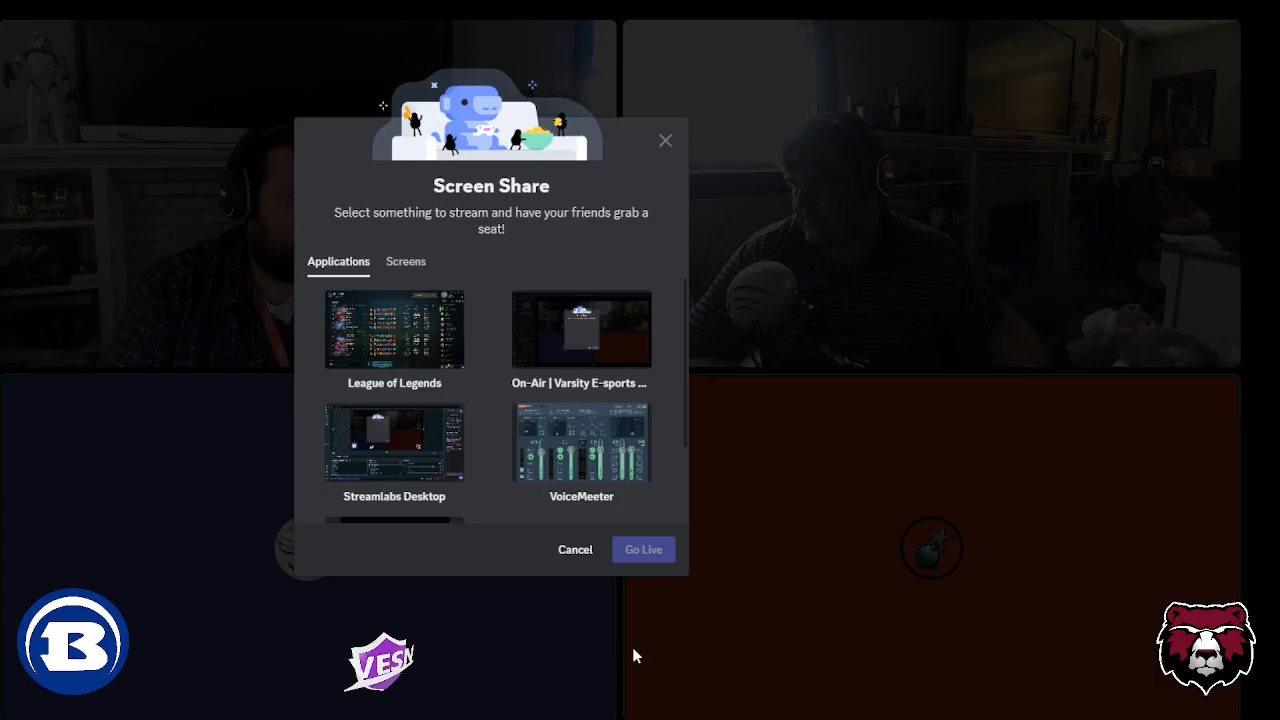 Screen Share
Select something to stream and have your friends grab a
seat!
Applications
Screens
League of Legends
On-Air | Varsity E-sports ...
Streamlabs Desktop
VoiceMeeter
Cancel
Go Live
B
VESN